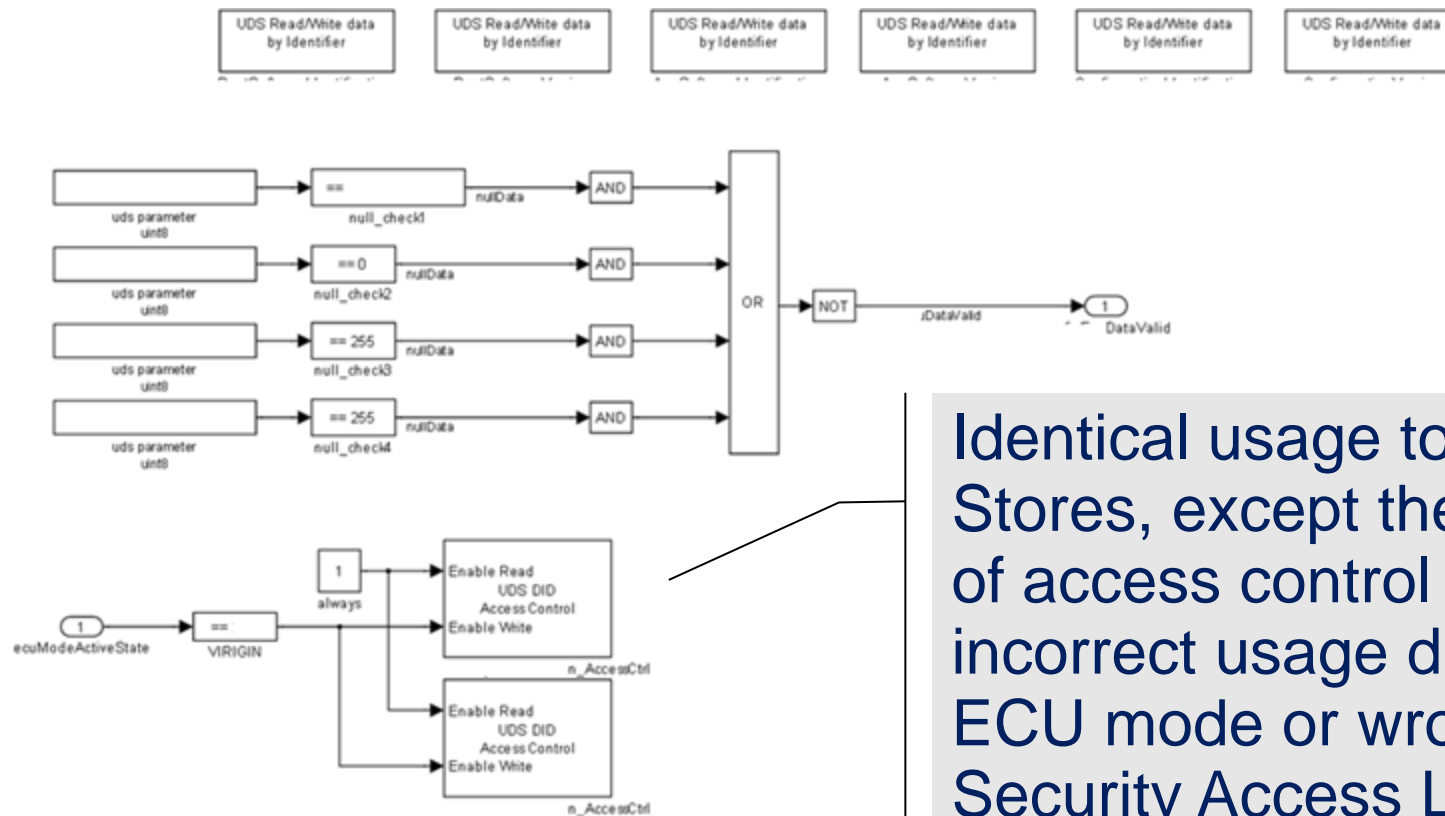 UDS Read/Write data
by Identifier
UDS Read/Write data
by Identifier
UDS Read/Write data
by Identifier
UDS Read/Write data
by Identifier
UDS Read/Write data
by Identifier
UDS Read/Write data
by Identifier
uds parameter
uint8
==
null_check1
nullData
AND
uds parameter
uint8
== 0
null_check2
nullData
AND
uds parameter
uint8
== 255
null_check3
nullData
AND
uds parameter
uint8
== 255
null_check4
nullData
AND
OR
NOT
DataValid
1
DataValid
1
ecuModeActiveState
==
VIRIGIN
1
always
Enable Read
UDS DID
Access Control
Enable Write
n_AccessCtrl
Enable Read
UDS DID
Access Control
Enable Write
n_AccessCtrl
Identical usage to
Stores, except the
of access control
incorrect usage d
ECU mode or wro
Security Access L